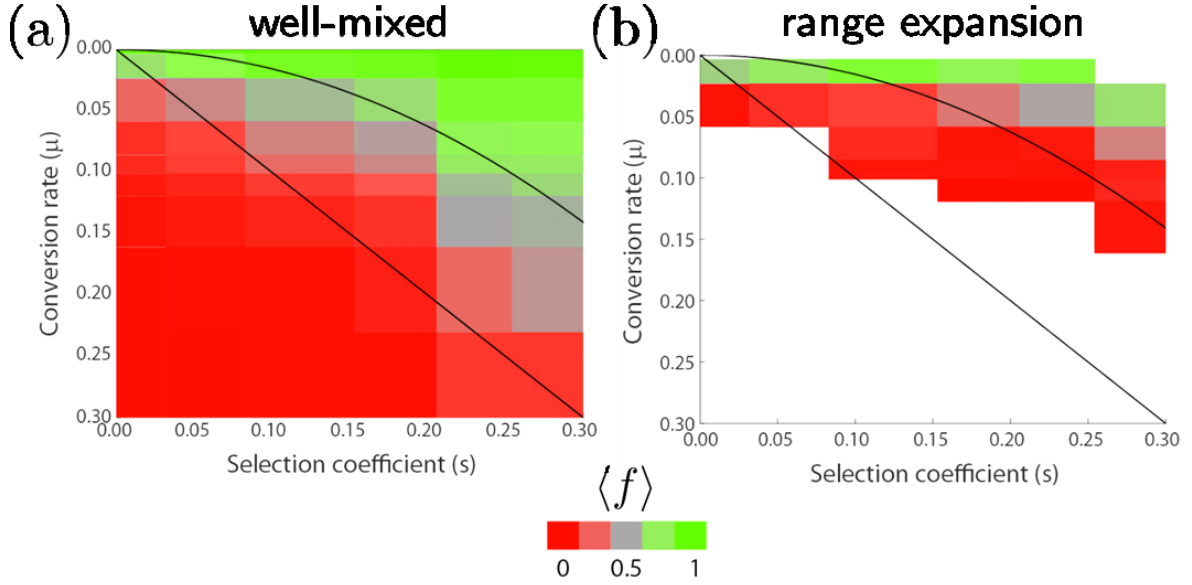 (a) well-mixed
0.00
0.05
0.10
0.15
0.20
0.25
0.30
Conversion rate (μ)
0.00 0.05 0.10 0.15 0.20 0.25 0.30
Selection coefficient (s)
(b) range expansion
0.00
0.05
0.10
0.15
0.20
0.25
0.30
Conversion rate (μ)
0.00 0.05 0.10 0.15 0.20 0.25 0.30
Selection coefficient (s)
⟨f⟩
0 0.5 1